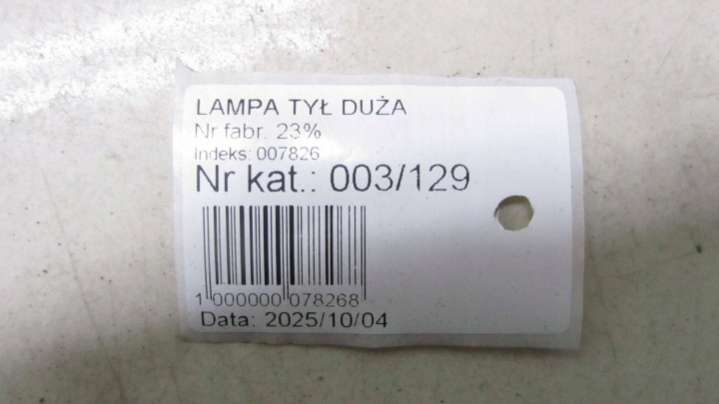 LAMPA TYŁ DUŻA
Nr fabr. 23%
Indeks: 007826
Nr kat.: 003/129
1 000000 078268
Data: 2025/10/04